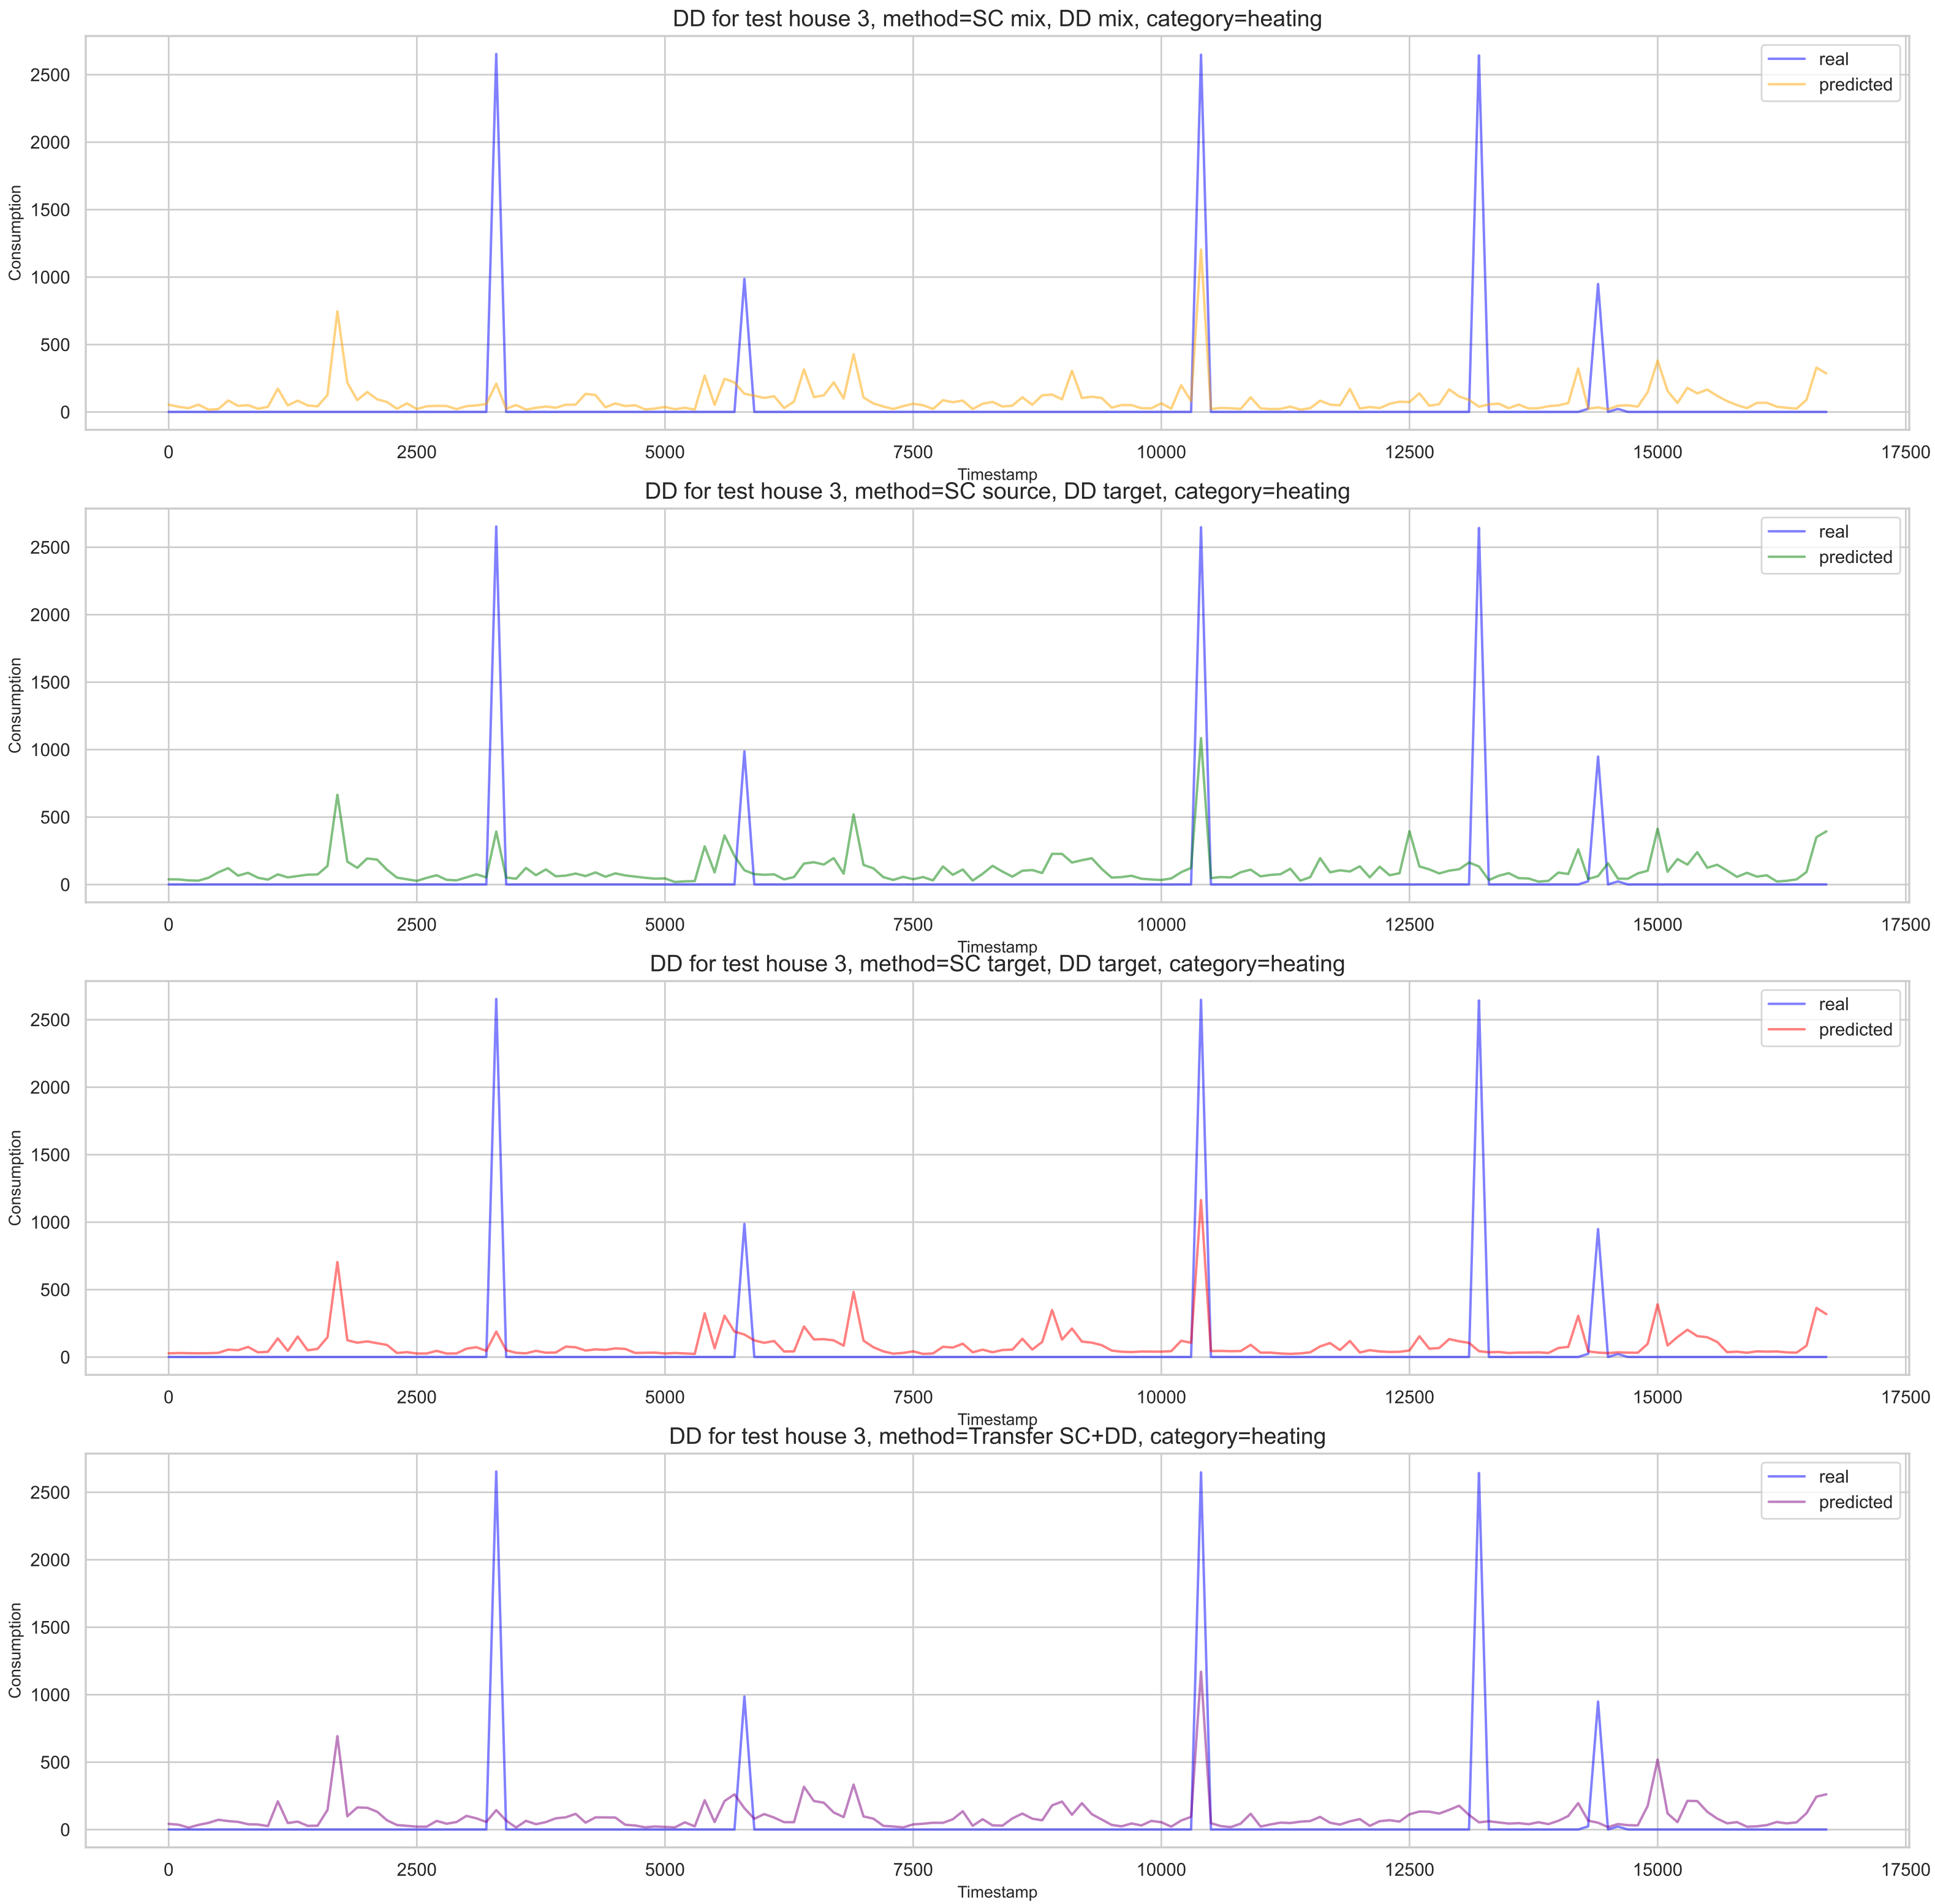 DD for test house 3, method=SC mix, DD mix, category=heating
real
predicted
2500
2000
1500
1000
500
0
Consumption
0 2500 5000 7500 10000 12500 15000 17500
Timestamp
DD for test house 3, method=SC source, DD target, category=heating
real
predicted
2500
2000
1500
1000
500
0
Consumption
0 2500 5000 7500 10000 12500 15000 17500
Timestamp
DD for test house 3, method=SC target, DD target, category=heating
real
predicted
2500
2000
1500
1000
500
0
Consumption
0 2500 5000 7500 10000 12500 15000 17500
Timestamp
DD for test house 3, method=Transfer SC+DD, category=heating
real
predicted
2500
2000
1500
1000
500
0
Consumption
0 2500 5000 7500 10000 12500 15000 17500
Timestamp